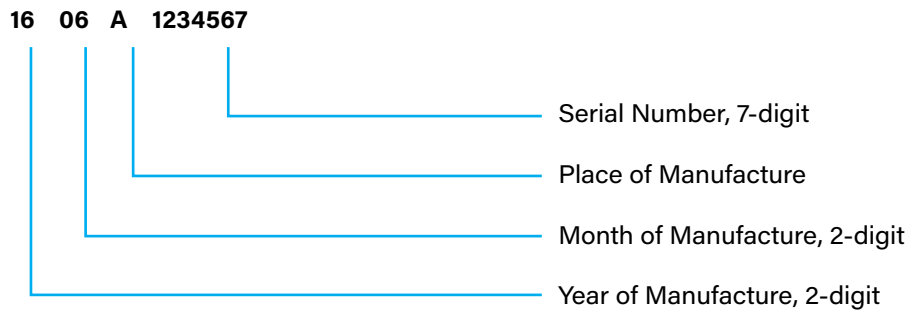 16 06 A 1234567
Serial Number, 7-digit
Place of Manufacture
Month of Manufacture, 2-digit
Year of Manufacture, 2-digit